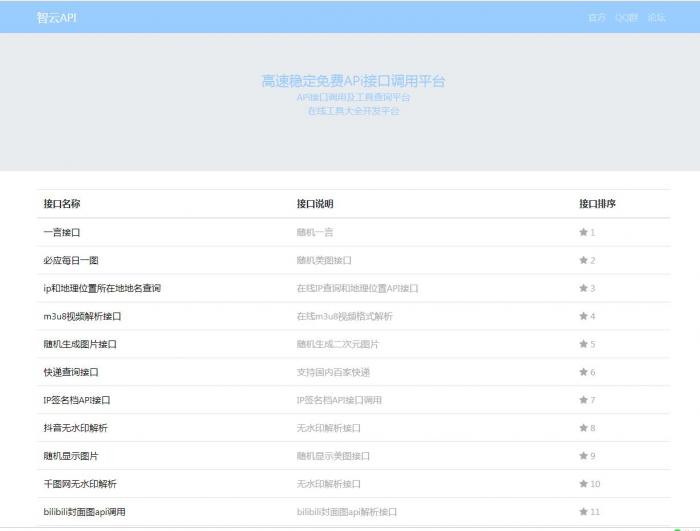 智云API 官方 QQ群 论坛
高速稳定免费APi接口调用平台
APi接口调用及工具查询平台
在线工具大全开发平台
接口名称 接口说明 接口排序
一言接口 随机一言 ★ 1
必应每日一图 随机美图接口 ★ 2
ip和地理位置所在地地名查询 在线IP查询和地理位置API接口 ★ 3
m3u8视频解析接口 在线m3u8视频格式解析 ★ 4
随机生成图片接口 随机生成二次元图片 ★ 5
快递查询接口 支持国内百家快递 ★ 6
IP签名档API接口 IP签名档API接口调用 ★ 7
抖音无水印解析 无水印解析接口 ★ 8
随机显示图片 随机显示美图接口 ★ 9
千图网无水印解析 无水印解析接口 ★ 10
bilibili封面图api调用 bilibili封面图api解析接口 ★ 11